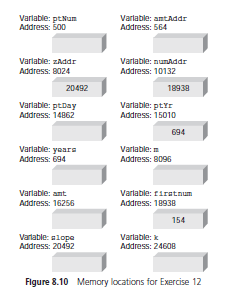 Variable: ptNum Variable: amtAddr
Address: 500 Address: 564
Variable: zAddr Variable: numAddr
Address: 8024 Address: 10132
20492 18938
Variable: ptDay Variable: ptYr
Address: 14862 Address: 15010
694
Variable: years Variable: m
Address: 694 Address: 8096
Variable: amt Variable: firstnum
Address: 16256 Address: 18938
154
Variable: slope Variable: k
Address: 20492 Address: 24608
Figure 8.10 Memory locations for Exercise 12